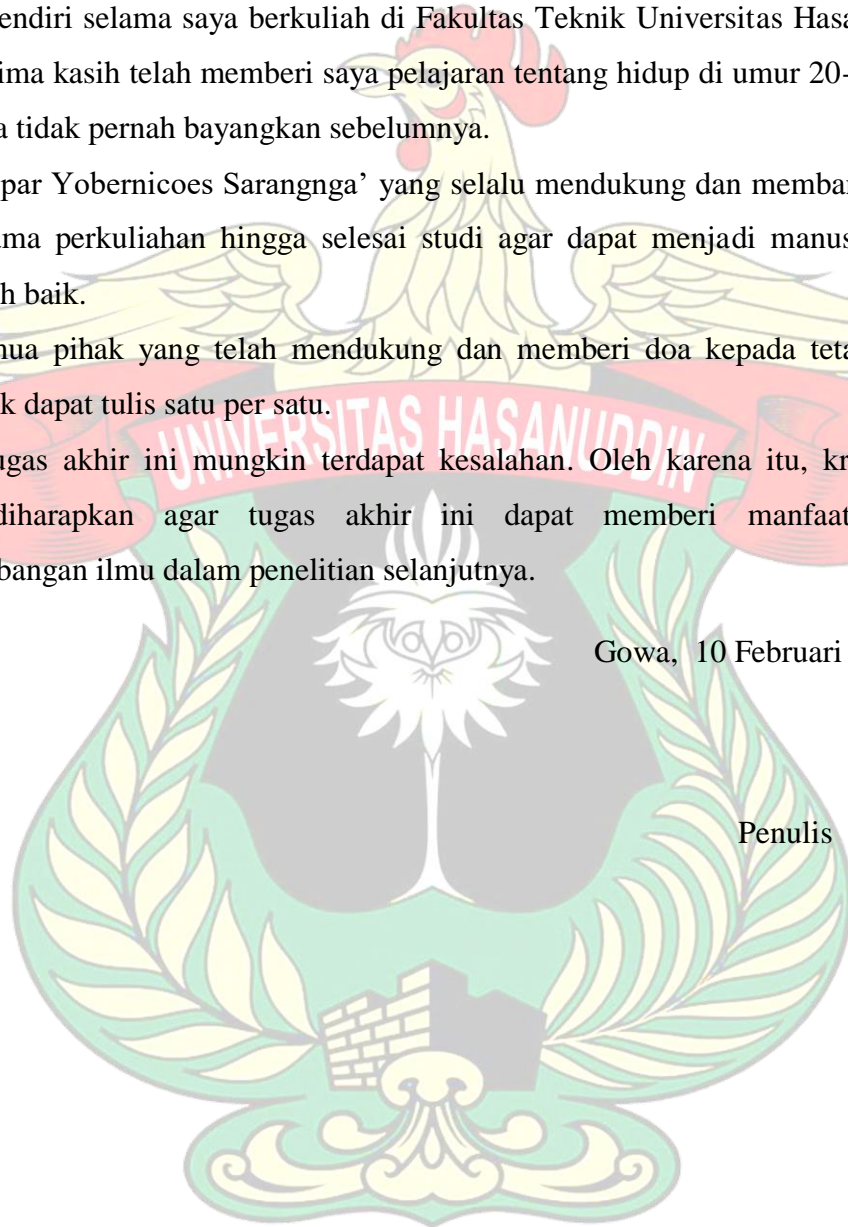 endiri selama saya berkuliah di Fakultas Teknik Universitas Hasa
ima kasih telah memberi saya pelajaran tentang hidup di umur 20-
a tidak pernah bayangkan sebelumnya.
par Yobernicoes Sarangnga’ yang selalu mendukung dan memban
ama perkuliahan hingga selesai studi agar dapat menjadi manus
h baik.
nua pihak yang telah mendukung dan memberi doa kepada teta
k dapat tulis satu per satu.
UNIVERSITAS HASANUDDIN
ugas akhir ini mungkin terdapat kesalahan. Oleh karena itu, kr
diharapkan agar tugas akhir ini dapat memberi manfaat
bangan ilmu dalam penelitian selanjutnya.
Gowa, 10 Februari
Penulis